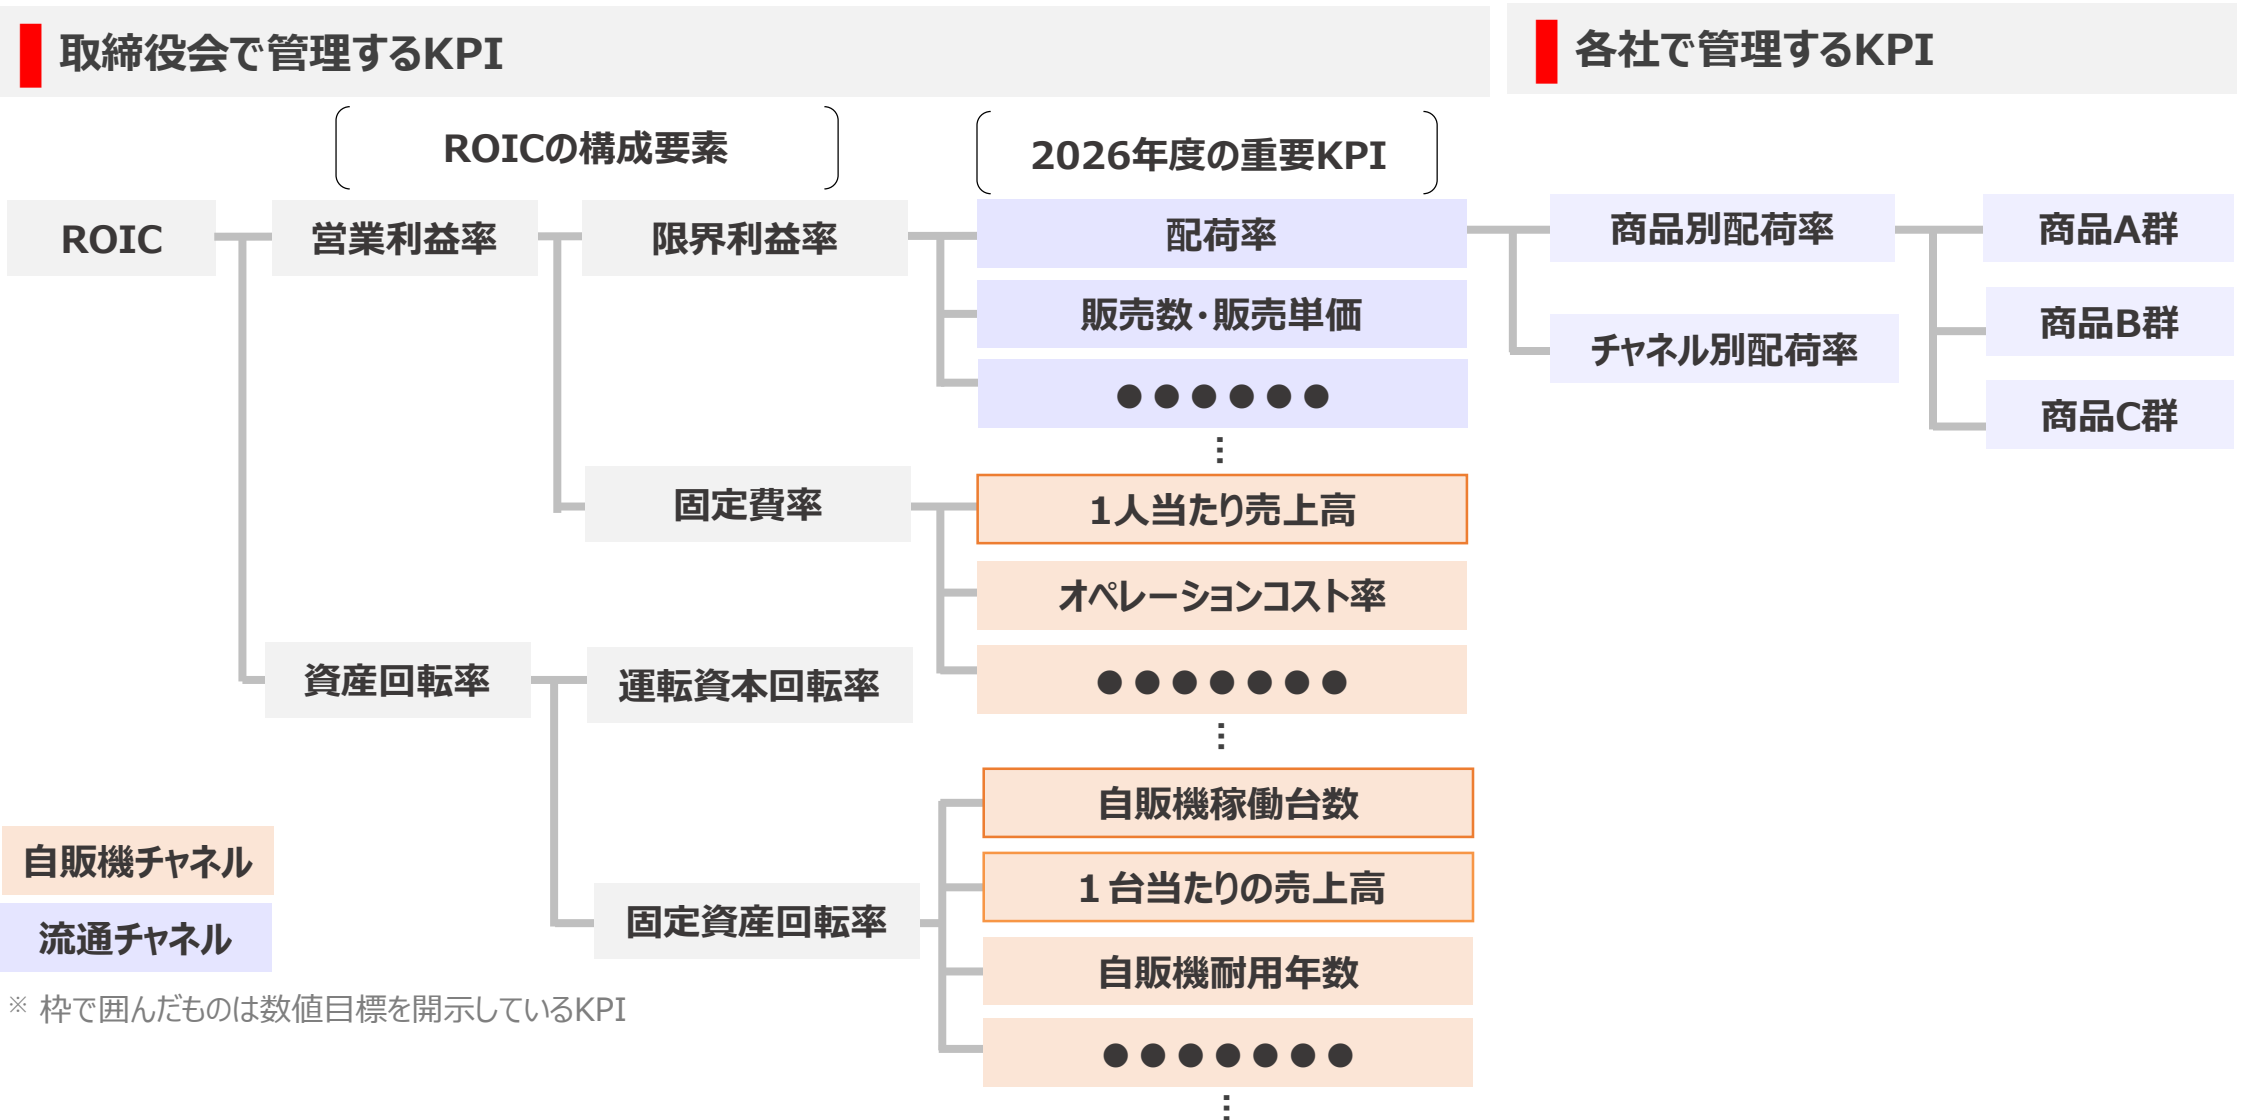 取締役会で管理するKPI
各社で管理するKPI
ROICの構成要素
2026年度の重要KPI
ROIC
営業利益率
限界利益率
配荷率
商品別配荷率
商品A群
販売数・販売単価
チャネル別配荷率
商品B群
●●●●●●
商品C群
⋮
固定費率
1人当たり売上高
オペレーションコスト率
資産回転率
運転資本回転率
●●●●●●●
⋮
自販機稼働台数
自販機チャネル
1台当たりの売上高
流通チャネル
固定資産回転率
自販機耐用年数
※ 枠で囲んだものは数値目標を開示しているKPI
●●●●●●●
⋮